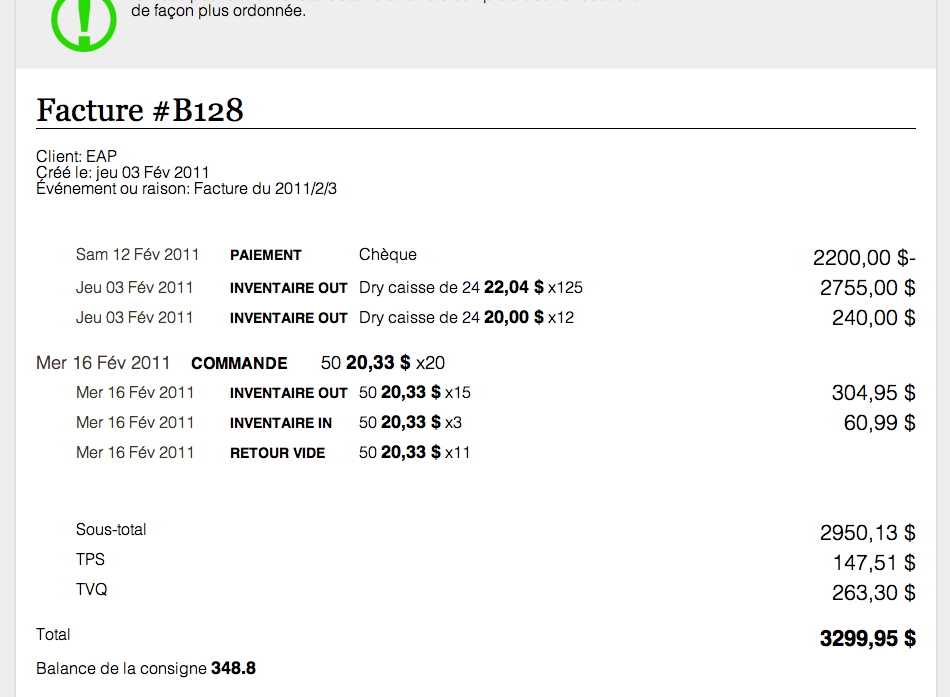 de façon plus ordonnée.
Facture #B128
Client: EAP
Créé le: jeu 03 Fév 2011
Événement ou raison: Facture du 2011/2/3
Sam 12 Fév 2011 PAIEMENT Chèque 2200,00 $-
Jeu 03 Fév 2011 INVENTAIRE OUT Dry caisse de 24 22,04 $ x125 2755,00 $
Jeu 03 Fév 2011 INVENTAIRE OUT Dry caisse de 24 20,00 $ x12 240,00 $
Mer 16 Fév 2011 COMMANDE 50 20,33 $ x20
Mer 16 Fév 2011 INVENTAIRE OUT 50 20,33 $ x15 304,95 $
Mer 16 Fév 2011 INVENTAIRE IN 50 20,33 $ x3 60,99 $
Mer 16 Fév 2011 RETOUR VIDE 50 20,33 $ x11
Sous-total 2950,13 $
TPS 147,51 $
TVQ 263,30 $
Total 3299,95 $
Balance de la consigne 348.8